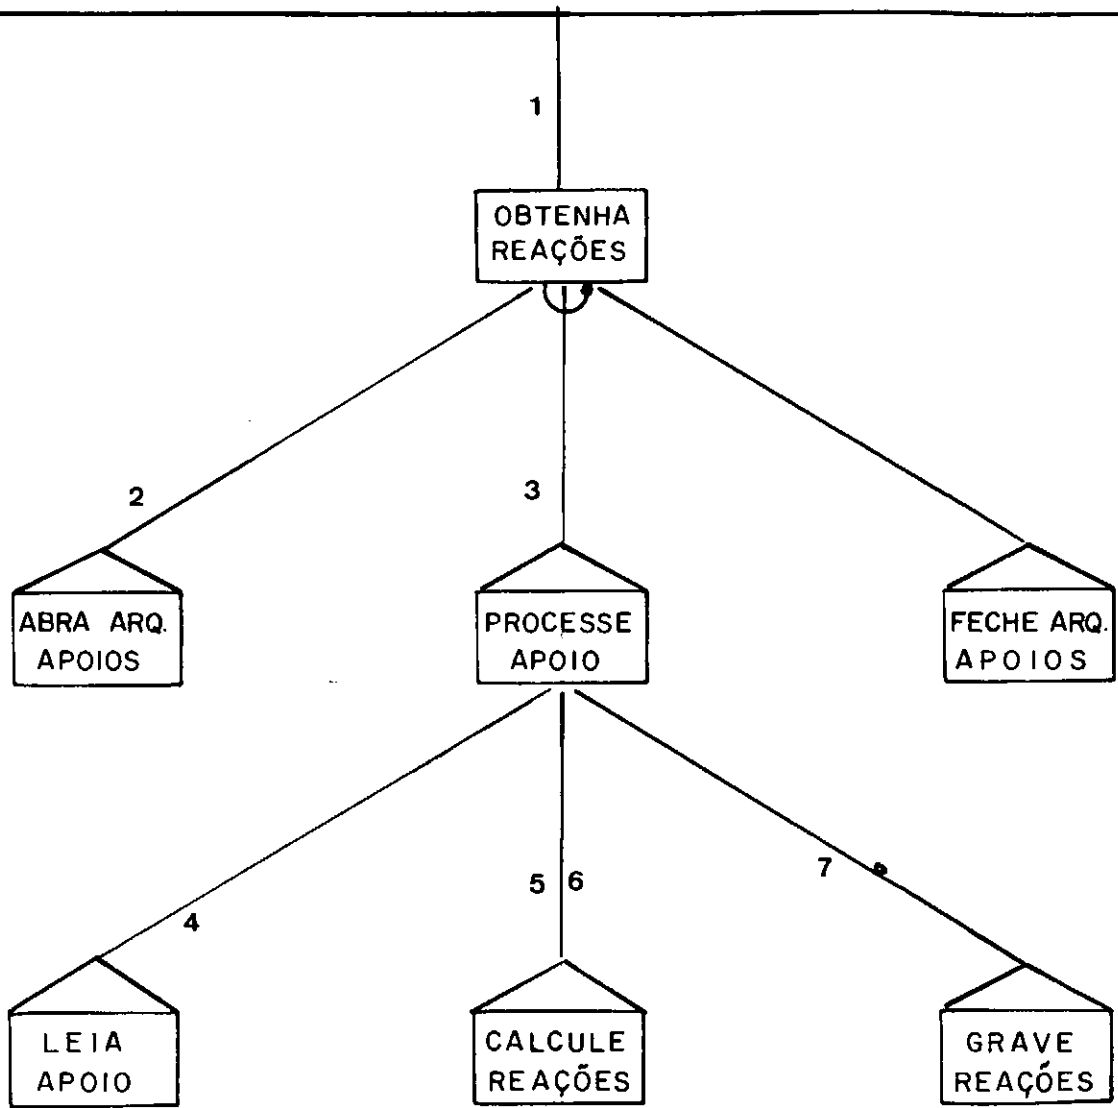 1
OBTENHA
REAÇÕES
2
3
ABRA ARQ.
APOIOS
PROCESSE
APOIO
FECHE ARQ.
APOIOS
4
5 6
7
LEIA
APOIO
CALCULE
REAÇÕES
GRAVE
REAÇÕES